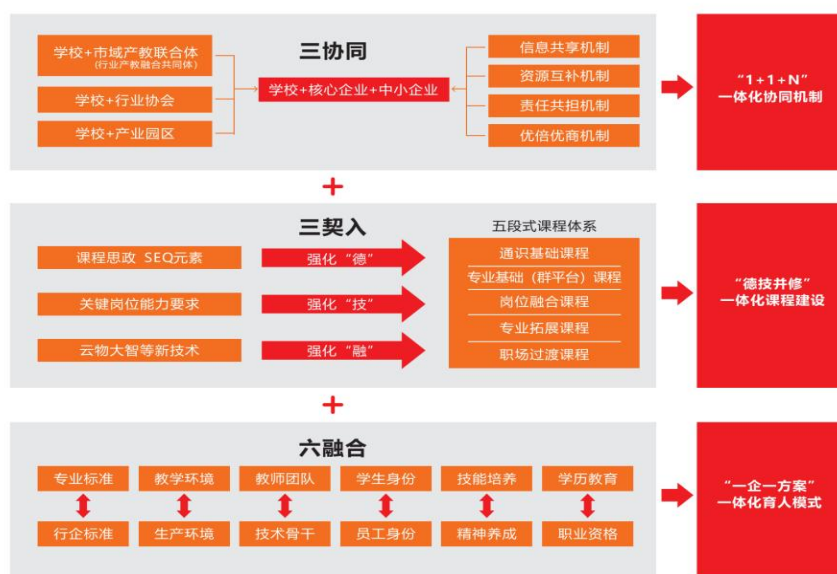 三协同
学校+市域产教联合体
(行业产教融合共同体)
学校+行业协会
学校+产业园区
学校+核心企业+中小企业
信息共享机制
资源互补机制
责任共担机制
优倍优商机制
“1+1+N”
一体化协同机制
+
三契入
五段式课程体系
课程思政 SEQ元素
强化“德”
关键岗位能力要求
强化“技”
云物大智等新技术
强化“融”
通识基础课程
专业基础（群平台）课程
岗位融合课程
专业拓展课程
职场过渡课程
“德技并修”
一体化课程建设
+
六融合
专业标准 教学环境 教师团队 学生身份 技能培养 学历教育
行企标准 生产环境 技术骨干 员工身份 精神养成 职业资格
“一企一方案”
一体化育人模式